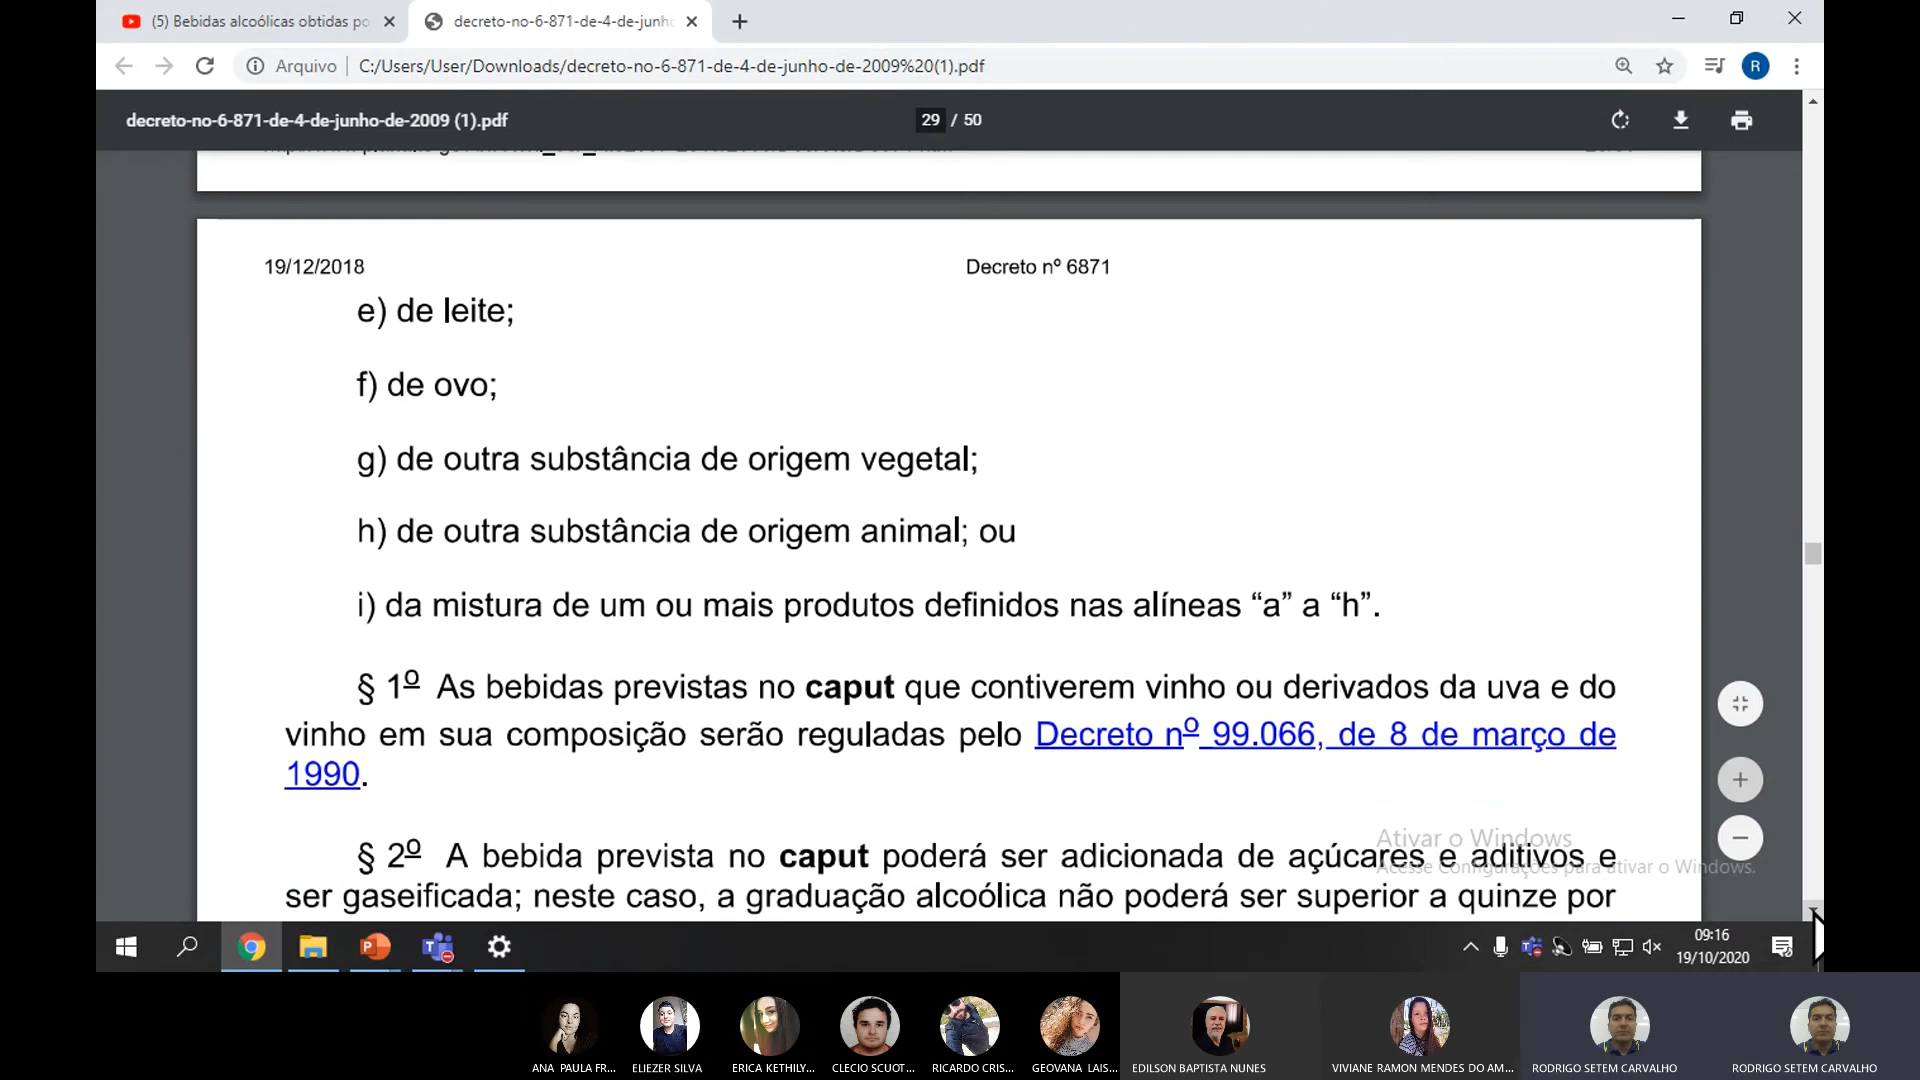 (5) Bebidas alcoólicas obtidas po
decreto-no-6-871-de-4-de-junh
Arquivo
C:/Users/User/Downloads/decreto-no-6-871-de-4-de-junho-de-2009%20(1).pdf
R
decreto-no-6-871-de-4-de-junho-de-2009 (1).pdf
29 / 50
19/12/2018
Decreto nº 6871
e) de leite;
f) de ovo;
g) de outra substância de origem vegetal;
h) de outra substância de origem animal; ou
i) da mistura de um ou mais produtos definidos nas alíneas “a” a “h”.
§ 1º As bebidas previstas no caput que contiverem vinho ou derivados da uva e do
vinho em sua composição serão reguladas pelo Decreto nº 99.066, de 8 de março de
1990.
§ 2º A bebida prevista no caput poderá ser adicionada de açúcares e aditivos e
ser gaseificada; neste caso, a graduação alcoólica não poderá ser superior a quinze por
Ativar o Windows
Acesse Configurações para ativar o Windows.
09:16
19/10/2020
ANA PAULA FR...
ELIEZER SILVA
ERICA KETHILY...
CLECIO SCUOT...
RICARDO CRIS...
GEOVANA LAIS...
EDILSON BAPTISTA NUNES
VIVIANE RAMON MENDES DO AM...
RODRIGO SETEM CARVALHO
RODRIGO SETEM CARVALHO